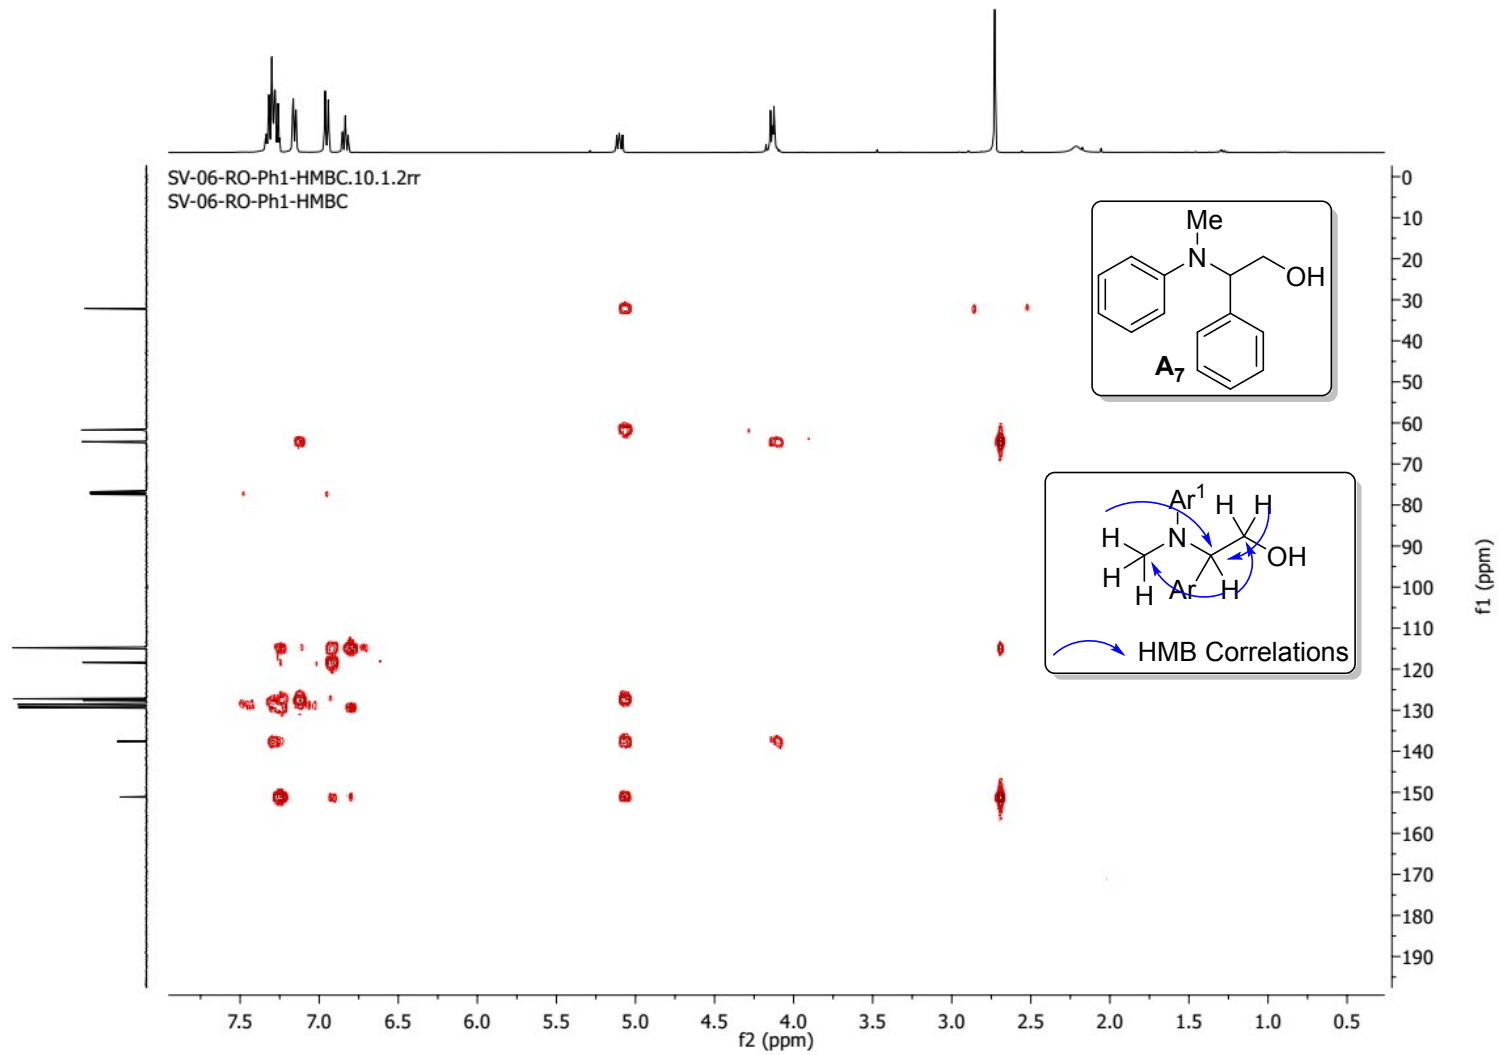 SV-06-RO-Ph1-HMBC.10.1.2rr
SV-06-RO-Ph1-HMBC
Me
N
OH
A7
Ar1 H H
H N
OH
H
H Ar H
HMB Correlations
0
10
20
30
40
50
60
70
80
90
100
110
120
130
140
150
160
170
180
190
f1 (ppm)
7.5 7.0 6.5 6.0 5.5 5.0 4.5 4.0 3.5 3.0 2.5 2.0 1.5 1.0 0.5
f2 (ppm)